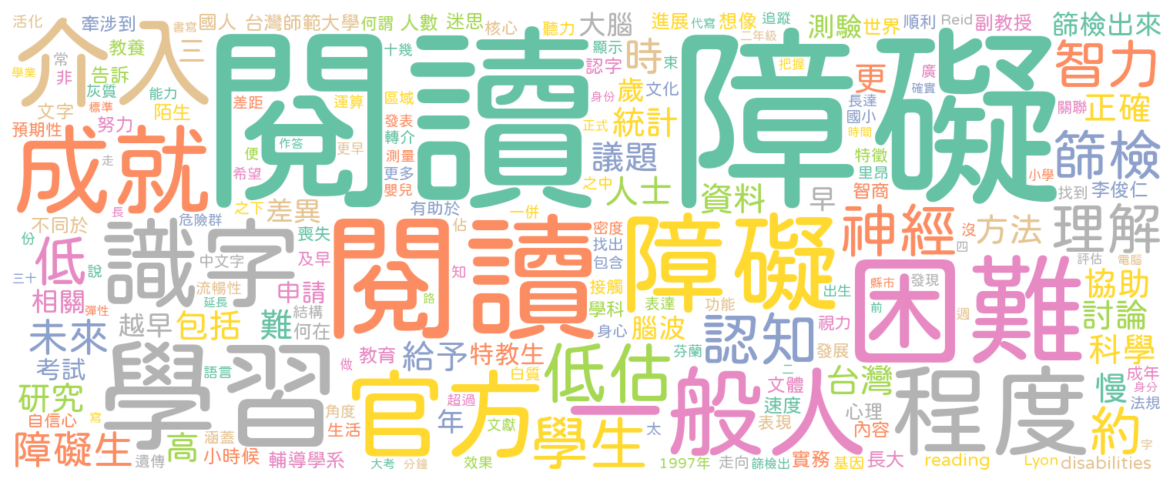 活化 書寫 國人 台灣師範大學 何謂 人數 迷思 核心 聽力 進展 代寫 想像 追蹤 順利 Reid 副教授 篩檢出來
介入 牽涉到 大腦 二年級 測驗 世界
常 教養 三 十幾 顯示 認字 時 束 把握 廣 智力
學業 非 告訴 灰質 差距 運算 區域 文化 更 確實
文字 能力 陌生 閱讀障礙 身份 歲 長達 國小 關聯 正確
預期性 努力 標準 發表 轉介 正式 統計
成就 便 作答 更早 測量 時間 議題 特徵 里昂 篩檢
走 希望 更多 嬰兒 之中 人士 資料 智商 小學 早 找到 李俊仁
長 危險群 之下 差異 有助於 一併
不同於 份 喪失 佔 密度 找出 神經 沒 方法 理解
低 識字 中文字 及早 閱讀 障礙 四
三十 說 流暢性 知 包含 接觸 困難 發現 評估 電腦
相關 彈性 延長 申請 結構 學科 表達 功能 出生 縣市 協助
未來 越早 包括 難 何在 路 身心 腦波 認知 視力 前 週 討論
考試 學習 做 教育 給予 特教生 芬蘭 發展 科學
研究 語言 白質 低估 二 文體 台灣 慢 成年 身分
自信心 寫 角度 官方 超過 一般人 速度 程度 法規
障礙生 高 涵蓋 生活 年 文獻 學生 太 表現 心理 約
遺傳 小時候 輔導學系 大考 分鐘 效果 1997年 走向 篩檢出 實務 基因 內容 長大 reading Lyon disabilities 字